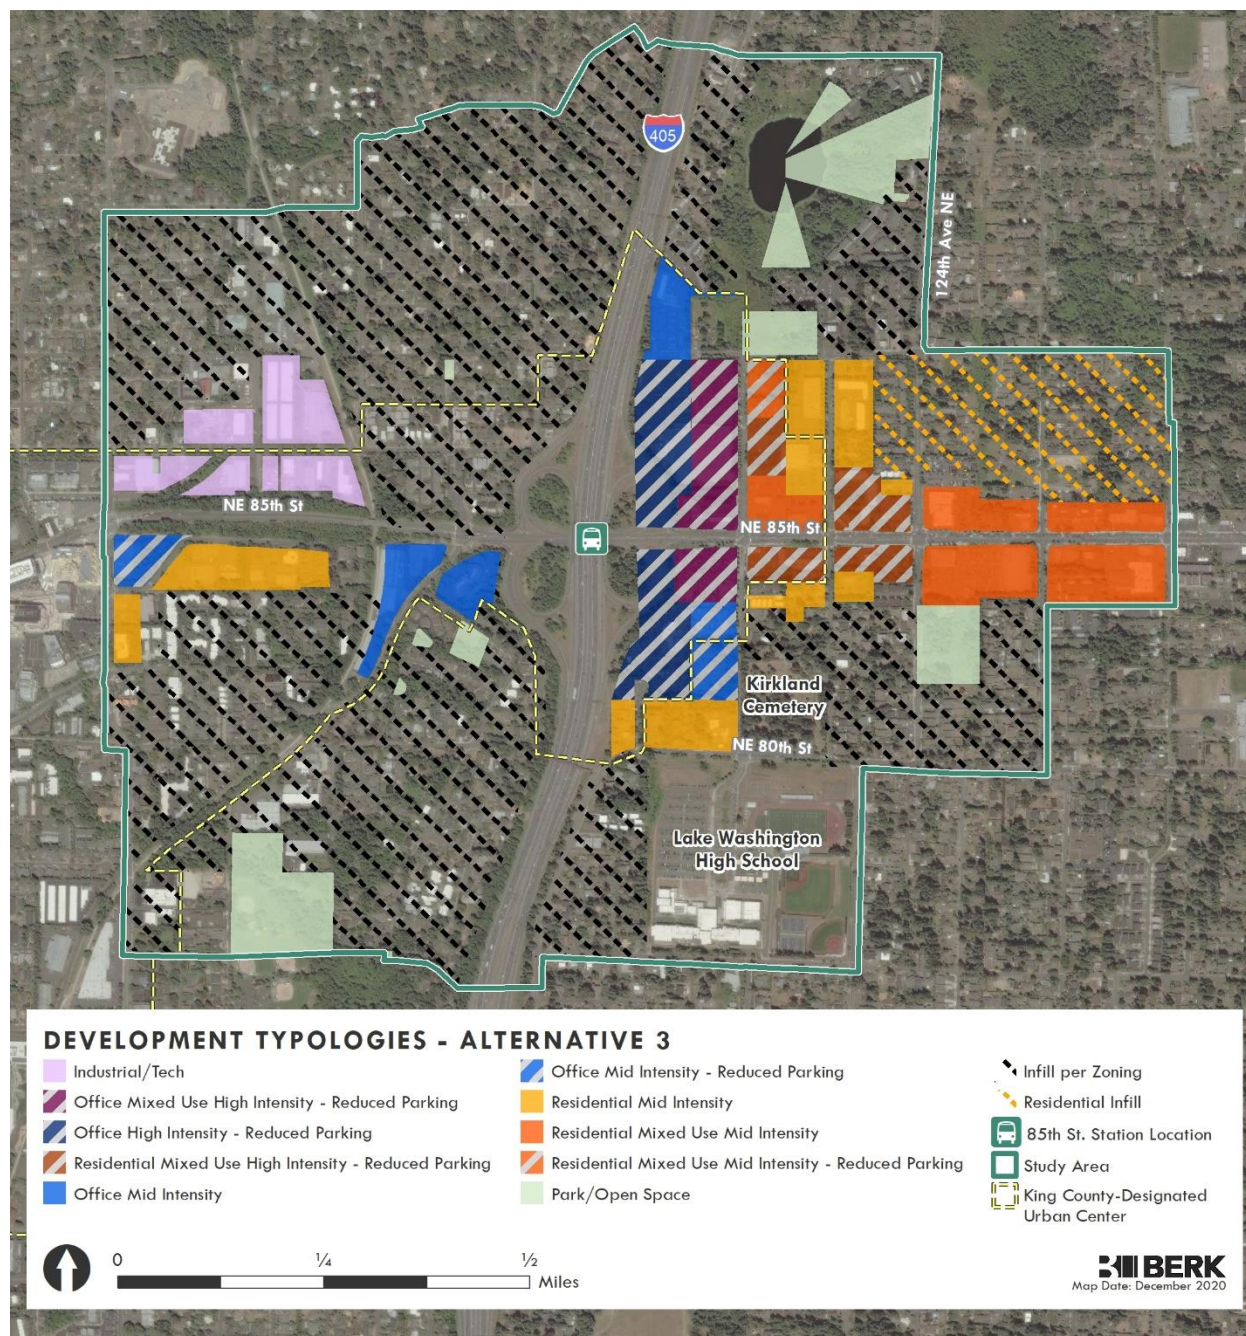 405
124th Ave NE
NE 85th St
NE 85th St
Kirkland
Cemetery
NE 80th St
Lake Washington
High School
DEVELOPMENT TYPOLOGIES - ALTERNATIVE 3
Industrial/Tech
Office Mixed Use High Intensity - Reduced Parking
Office High Intensity - Reduced Parking
Residential Mixed Use High Intensity - Reduced Parking
Office Mid Intensity
Office Mid Intensity - Reduced Parking
Residential Mid Intensity
Residential Mixed Use Mid Intensity
Residential Mixed Use Mid Intensity - Reduced Parking
Park/Open Space
Infill per Zoning
Residential Infill
85th St. Station Location
Study Area
King County-Designated
Urban Center
0 ¼ ½
Miles
BERK
Map Date: December 2020